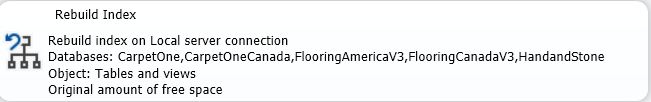 Rebuild Index
Rebuild index on Local server connection
Databases: CarpetOne,CarpetOneCanada,FlooringAmericaV3,FlooringCanadaV3,HandandStone
Object: Tables and views
Original amount of free space